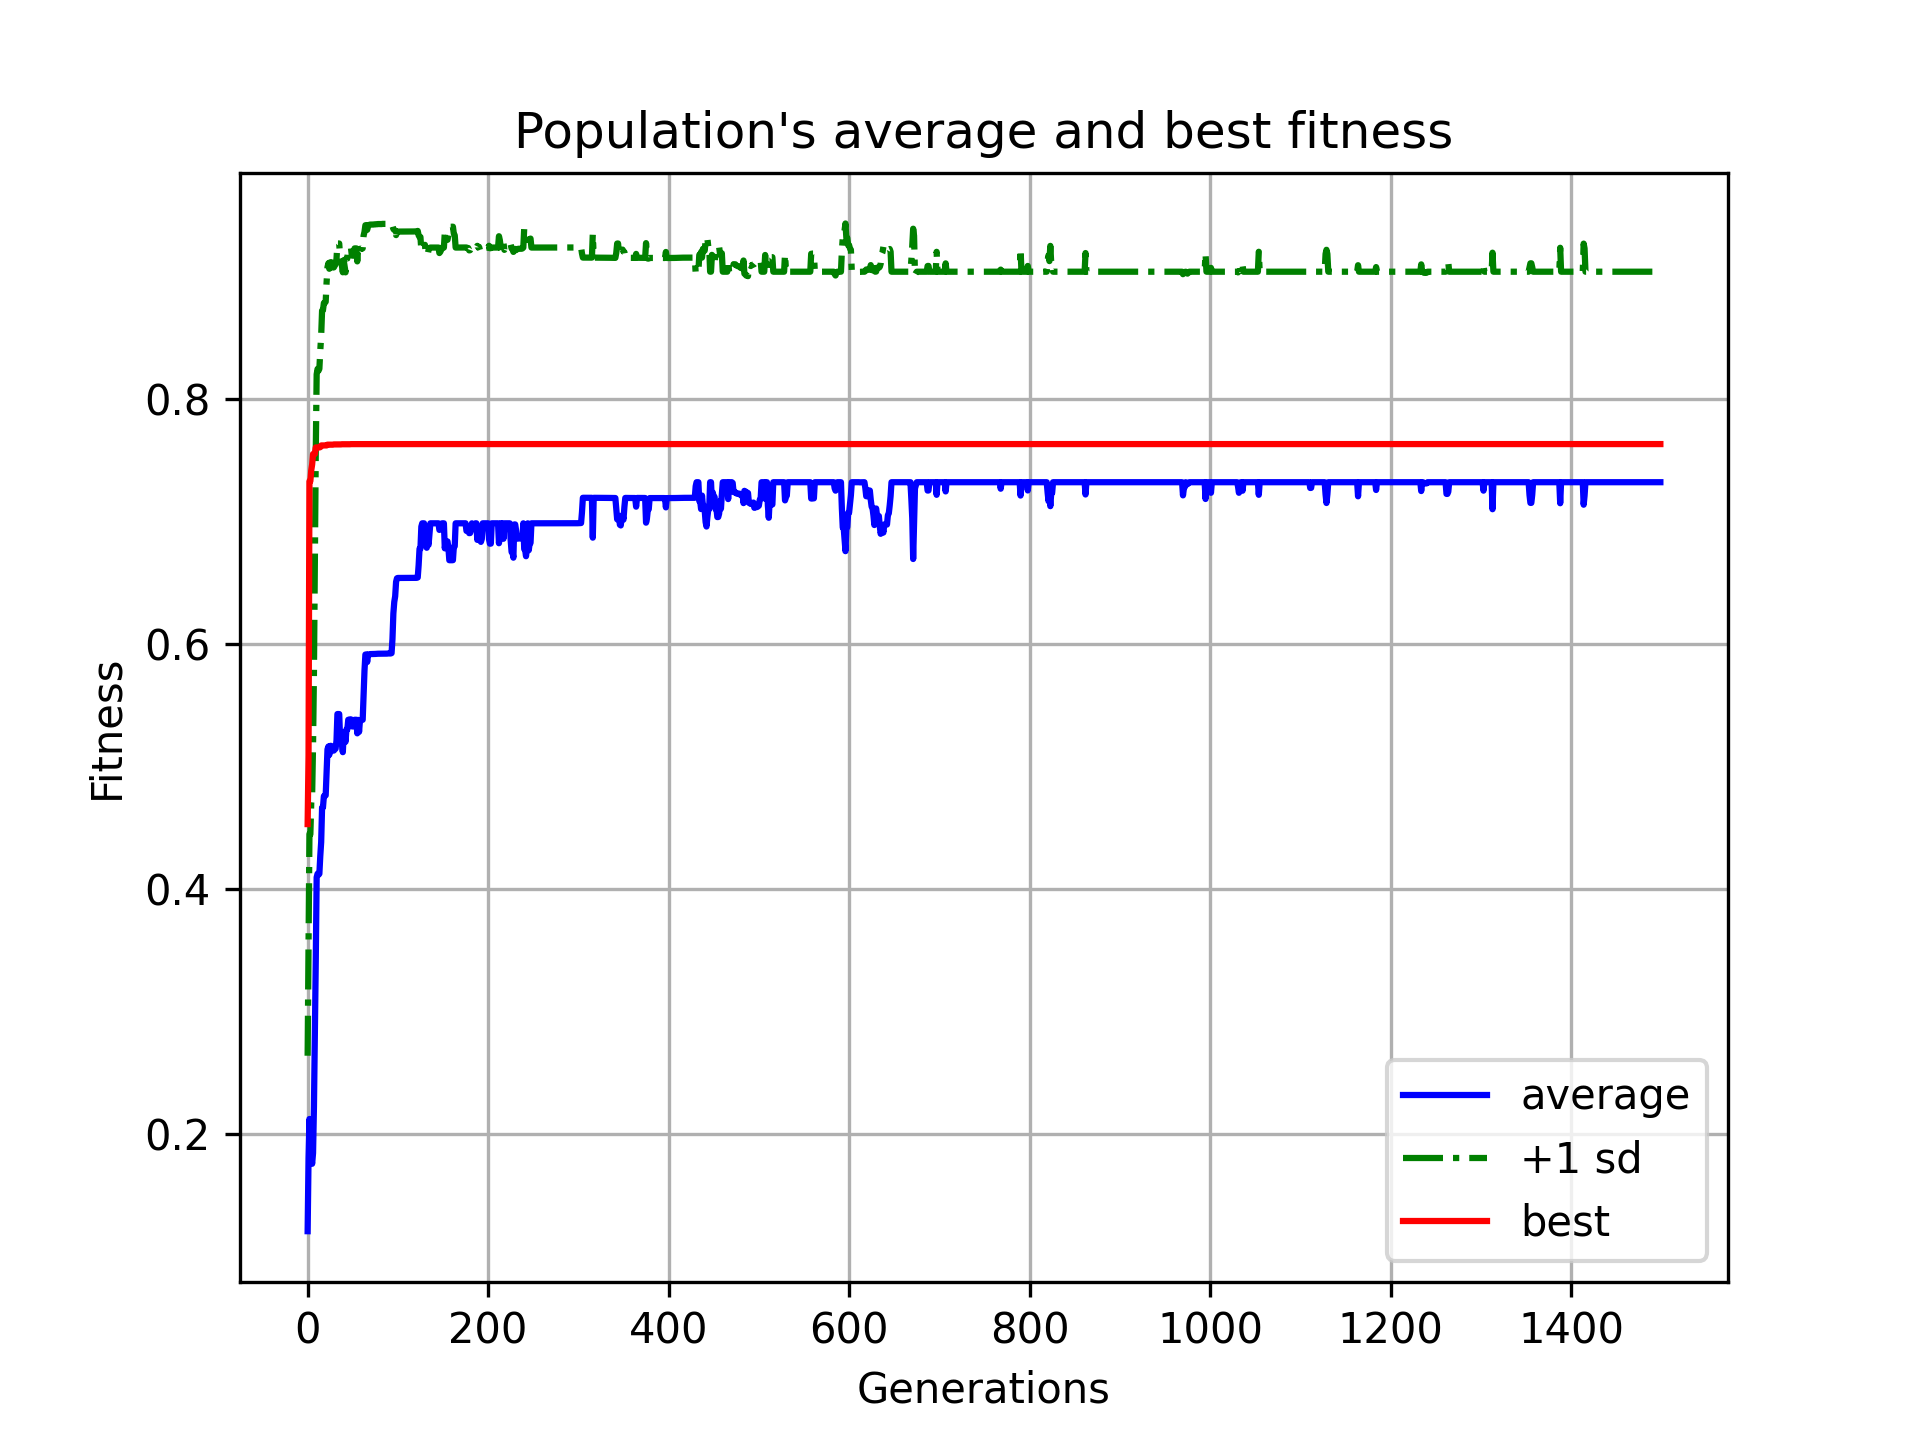 Population's average and best fitness
Fitness
0.8
0.6
0.4
0.2
0 200 400 600 800 1000 1200 1400
Generations
average
+1 sd
best